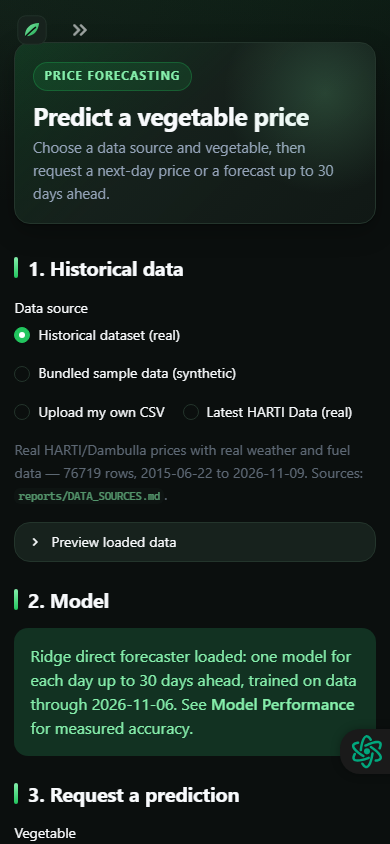 PRICE FORECASTING
Predict a vegetable price
Choose a data source and vegetable, then
request a next-day price or a forecast up to 30
days ahead.
1. Historical data
Data source
Historical dataset (real)
Bundled sample data (synthetic)
Upload my own CSV
Latest HARTI Data (real)
Real HARTI/Dambulla prices with real weather and fuel
data — 76719 rows, 2015-06-22 to 2026-11-09. Sources:
reports/DATA_SOURCES.md .
Preview loaded data
2. Model
Ridge direct forecaster loaded: one model for
each day up to 30 days ahead, trained on data
through 2026-11-06. See Model Performance
for measured accuracy.
3. Request a prediction
Vegetable